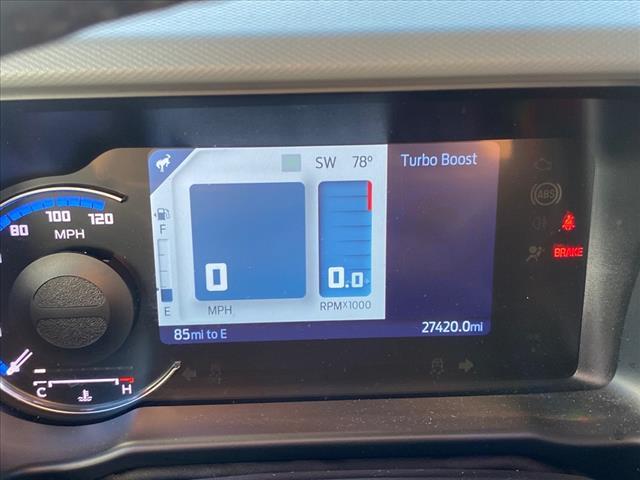 SW 78°
Turbo Boost
80 100 120
MPH
F
E
0
MPH
0.0
RPMX1000
ABS
BRAKE
85mi to E
27420.0mi
C H